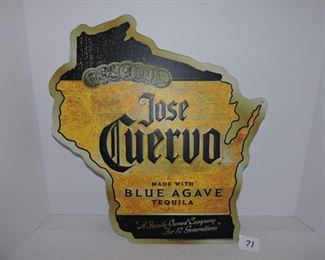 Jose
Cuervo
MADE WITH
BLUE AGAVE
TEQUILA
"A Family Owned Company
For 10 Generations"
71